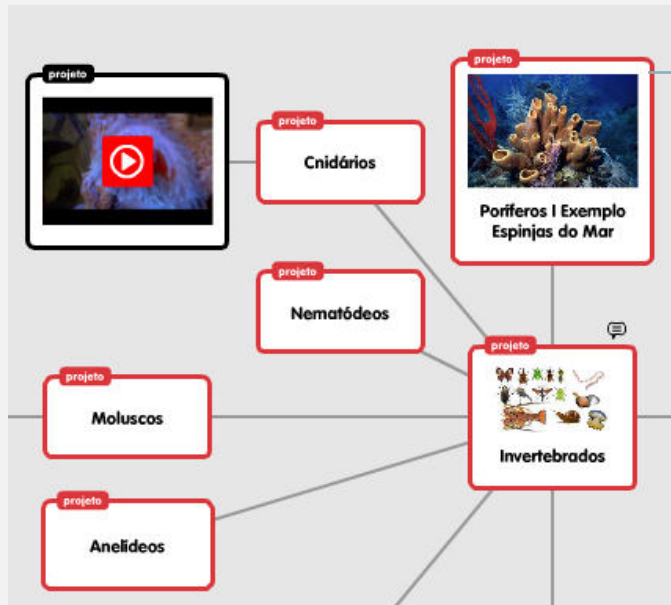 projeto
projeto
Cnidários
projeto
Poríferos | Exemplo
Espinjas do Mar
projeto
Nematódeos
projeto
Invertebrados
projeto
Moluscos
projeto
Anelídeos